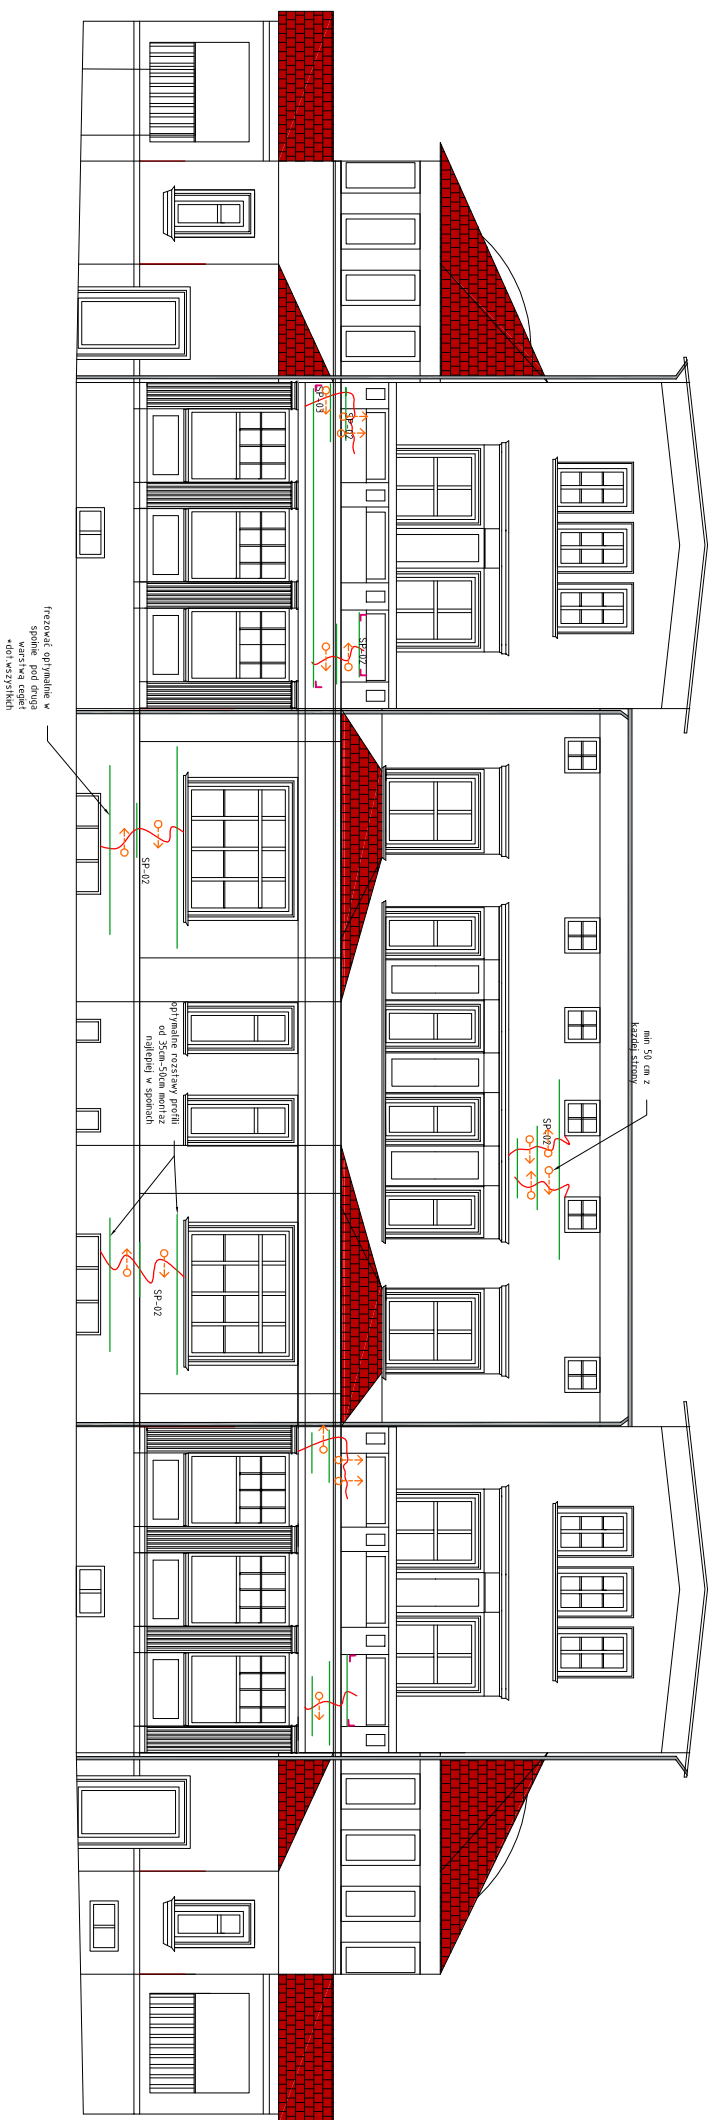 SP-03
SP-02
SP-02
min 50 cm z
każdej strony
SP-02
SP-02
SP-02
frezować optymalnie w
spoinie pod druga
warstwą cegieł
*dot.wszystkich
optymalne rozstawy profili
od 35cm-50cm montaż
najlepiej w spoinach